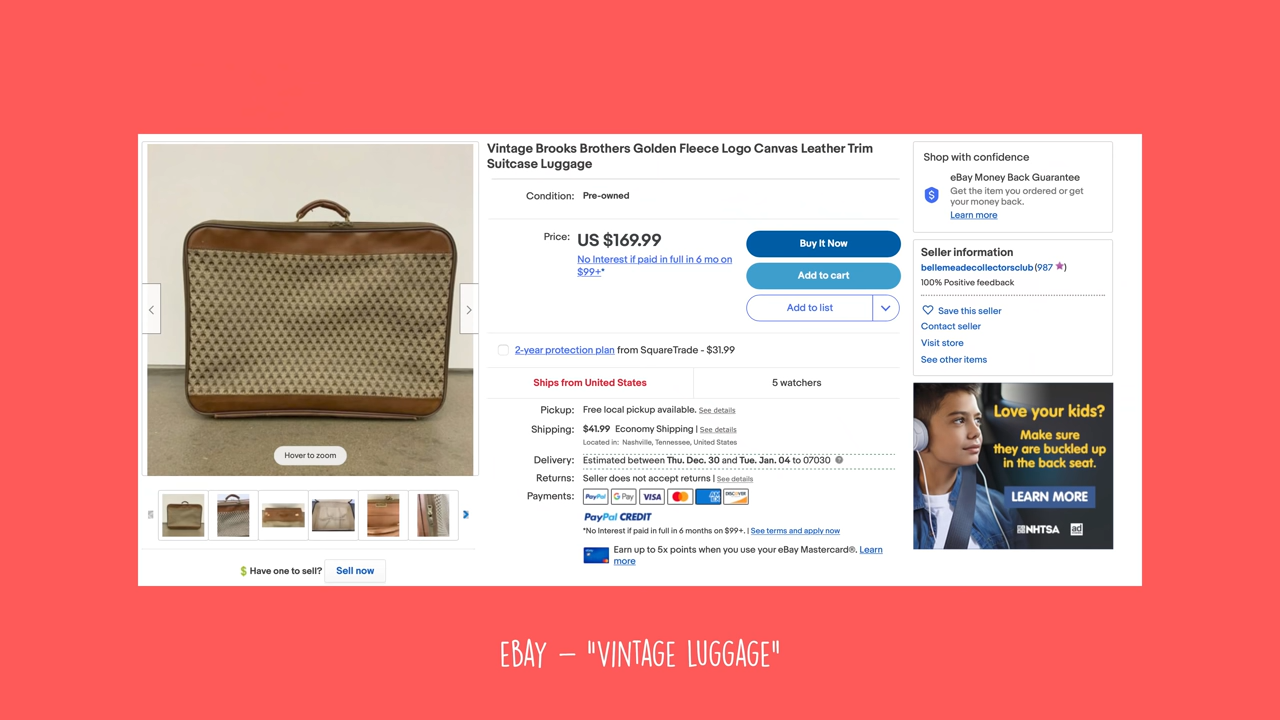 Vintage Brooks Brothers Golden Fleece Logo Canvas Leather Trim
Suitcase Luggage
Condition: Pre-owned
Price: US $169.99
No Interest if paid in full in 6 mo on
$99+*
Buy It Now
Add to cart
Add to list
2-year protection plan from SquareTrade - $31.99
Ships from United States
5 watchers
Pickup: Free local pickup available. See details
Shipping: $41.99 Economy Shipping | See details
Located in: Nashville, Tennessee, United States
Delivery: Estimated between Thu. Dec. 30 and Tue. Jan. 04 to 07030
Returns: Seller does not accept returns | See details
Payments: PayPal G Pay VISA DISCOVER
PayPal CREDIT
*No Interest if paid in full in 6 months on $99+. | See terms and apply now
Earn up to 5x points when you use your eBay Mastercard®. Learn
more
Hover to zoom
Have one to sell? Sell now
Shop with confidence
eBay Money Back Guarantee
Get the item you ordered or get
your money back.
Learn more
Seller information
bellemeadecollectorsclub (987)
100% Positive feedback
Save this seller
Contact seller
Visit store
See other items
Love your kids?
Make sure
they are buckled up
in the back seat.
LEARN MORE
NHTSA ad
EBAY – "VINTAGE LUGGAGE"